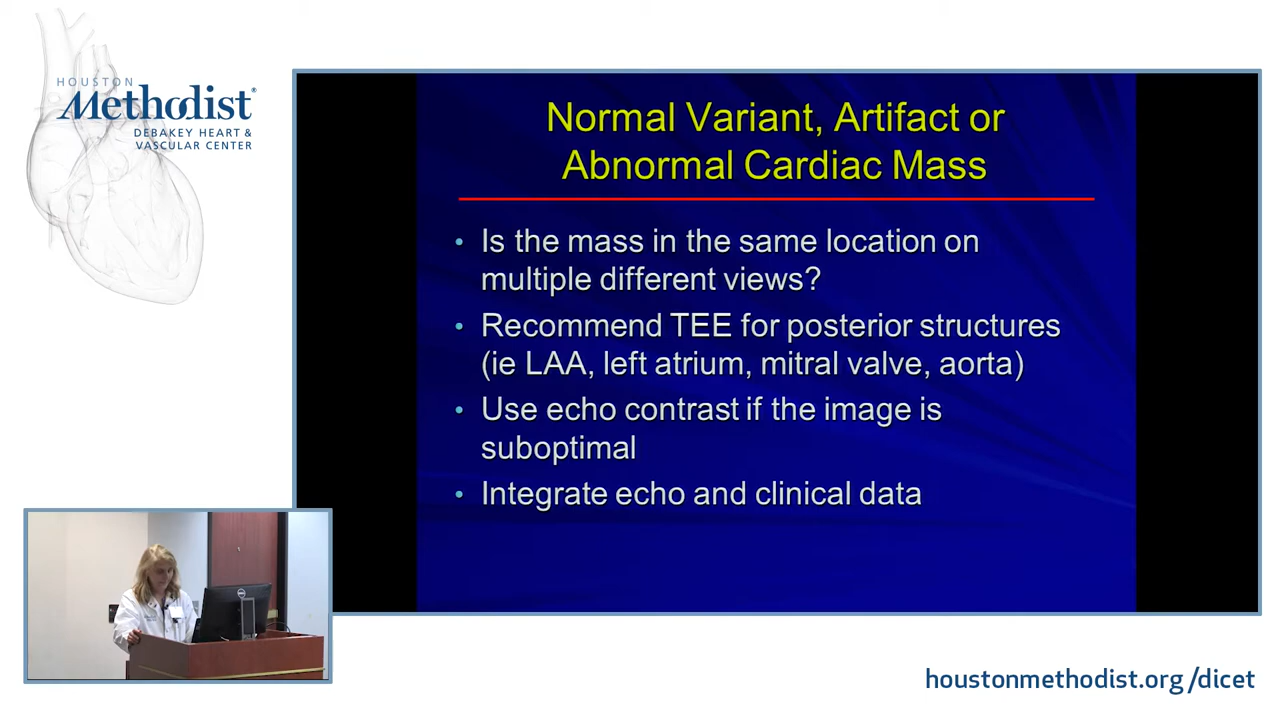 HOUSTON
Methodist®
DEBAKEY HEART &
VASCULAR CENTER
Normal Variant, Artifact or
Abnormal Cardiac Mass
• Is the mass in the same location on
multiple different views?
• Recommend TEE for posterior structures
(ie LAA, left atrium, mitral valve, aorta)
• Use echo contrast if the image is
suboptimal
• Integrate echo and clinical data
DELL
houstonmethodist.org/dicet